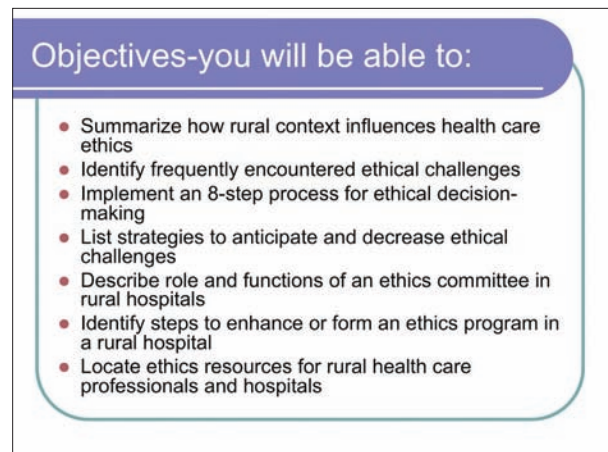 Objectives-you will be able to:
• Summarize how rural context influences health care
ethics
• Identify frequently encountered ethical challenges
• Implement an 8-step process for ethical decision-
making
• List strategies to anticipate and decrease ethical
challenges
• Describe role and functions of an ethics committee in
rural hospitals
• Identify steps to enhance or form an ethics program in
a rural hospital
• Locate ethics resources for rural health care
professionals and hospitals